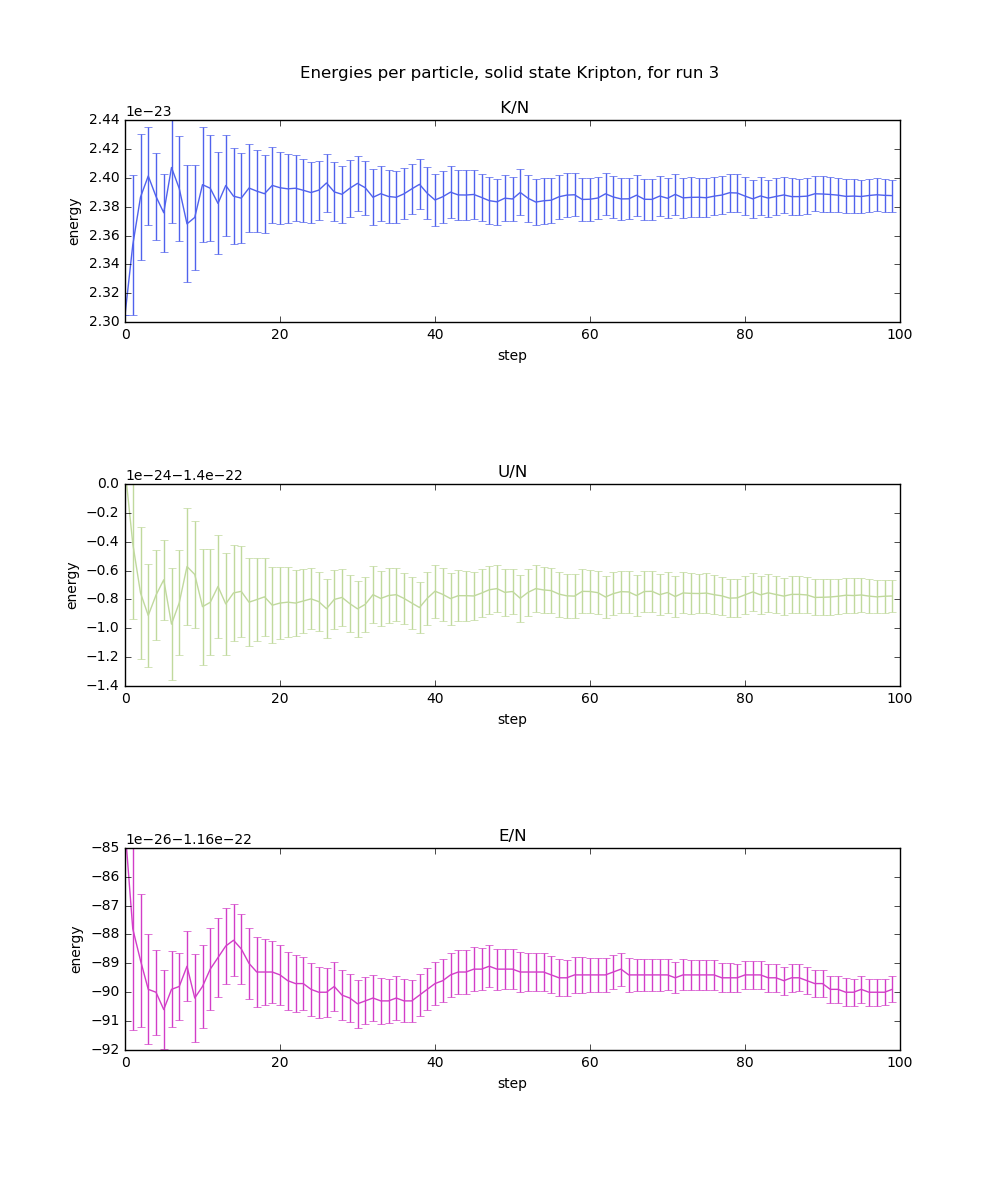 Energies per particle, solid state Kripton, for run 3
K/N
1e−23
2.44
2.42
2.40
2.38
2.36
2.34
2.32
2.30
energy
0 20 40 60 80 100
step
U/N
1e−24−1.4e−22
0.0
−0.2
−0.4
−0.6
−0.8
−1.0
−1.2
−1.4
energy
0 20 40 60 80 100
step
E/N
1e−26−1.16e−22
−85
−86
−87
−88
−89
−90
−91
−92
energy
0 20 40 60 80 100
step